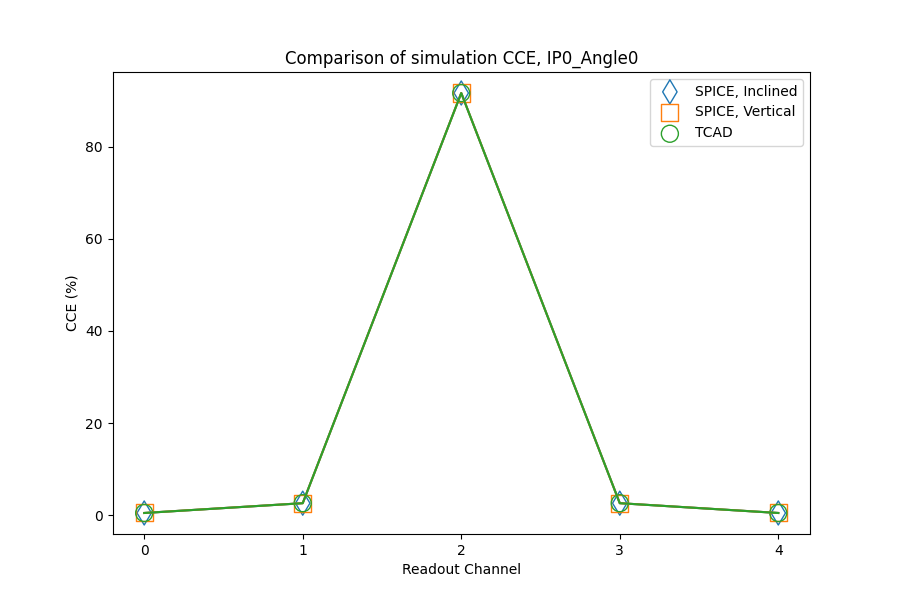 Comparison of simulation CCE, IP0_Angle0
SPICE, Inclined
SPICE, Vertical
TCAD
80
60
40
20
0
CCE (%)
0 1 2 3 4
Readout Channel